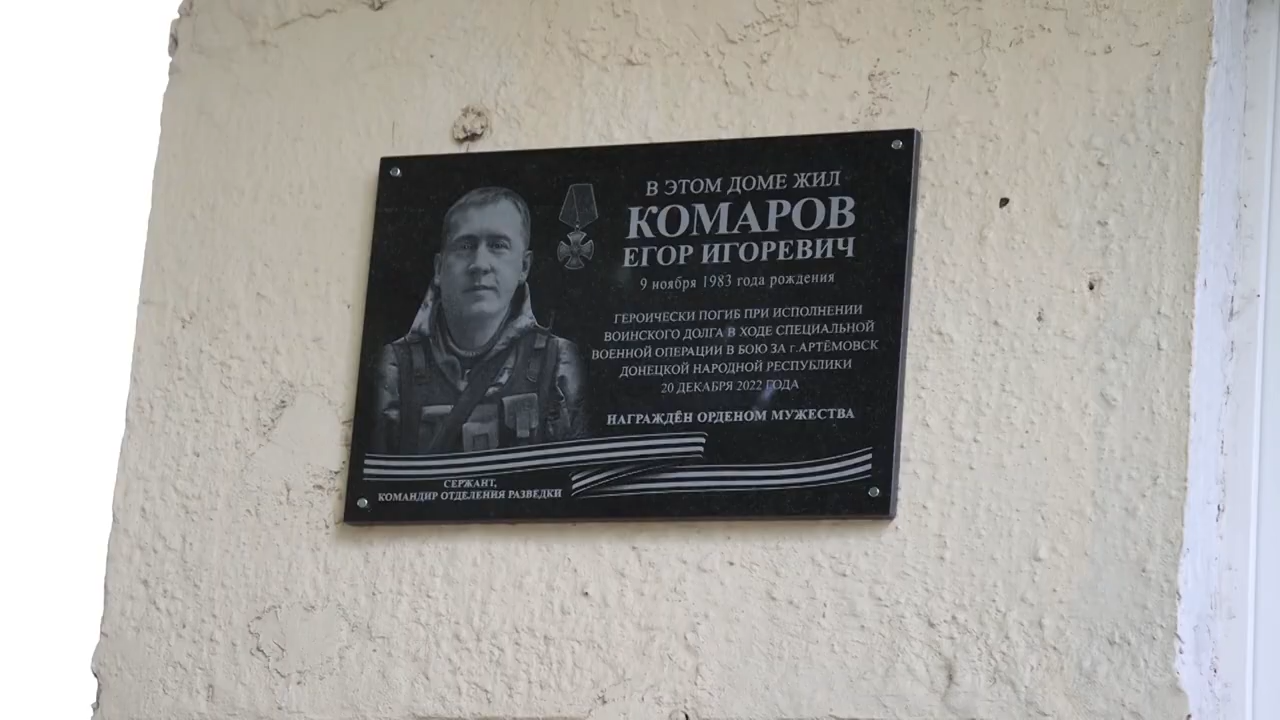 В ЭТОМ ДОМЕ ЖИЛ
КОМАРОВ
ЕГОР ИГОРЕВИЧ
9 ноября 1983 года рождения
ГЕРОИЧЕСКИ ПОГИБ ПРИ ИСПОЛНЕНИИ
ВОИНСКОГО ДОЛГА В ХОДЕ СПЕЦИАЛЬНОЙ
ВОЕННОЙ ОПЕРАЦИИ В БОЮ ЗА г.АРТЁМОВСК
ДОНЕЦКОЙ НАРОДНОЙ РЕСПУБЛИКИ
20 ДЕКАБРЯ 2022 ГОДА
НАГРАЖДЁН ОРДЕНОМ МУЖЕСТВА
СЕРЖАНТ,
КОМАНДИР ОТДЕЛЕНИЯ РАЗВЕДКИ